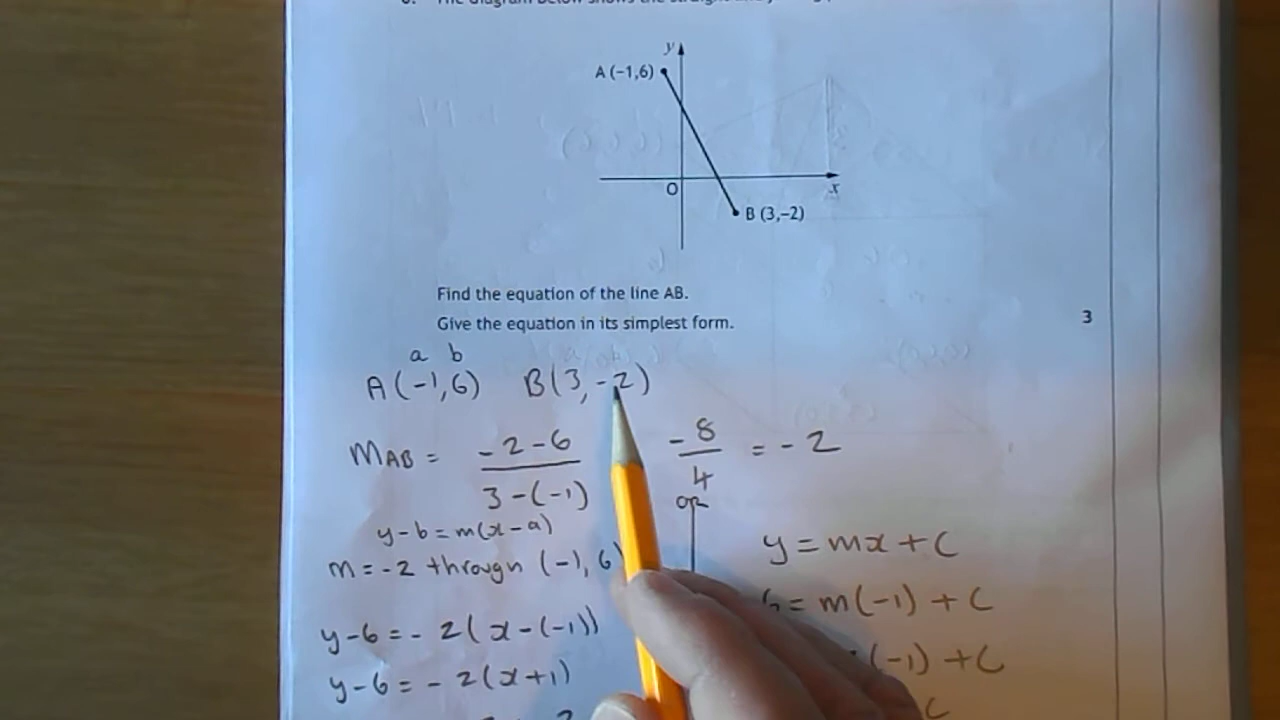 y
A (−1,6)
O
x
B (3,−2)
Find the equation of the line AB.
Give the equation in its simplest form.
3
a b
A(-1,6) B(3,-2)
MAB = -2-6 / 3-(-1) -8/4 = -2
OR
y-b=m(x-a)
m=-2 through (-1,6)
y=mx+C
y-6=-2(x-(-1))
=m(-1)+C
y-6=-2(x+1)
(-1)+C
C